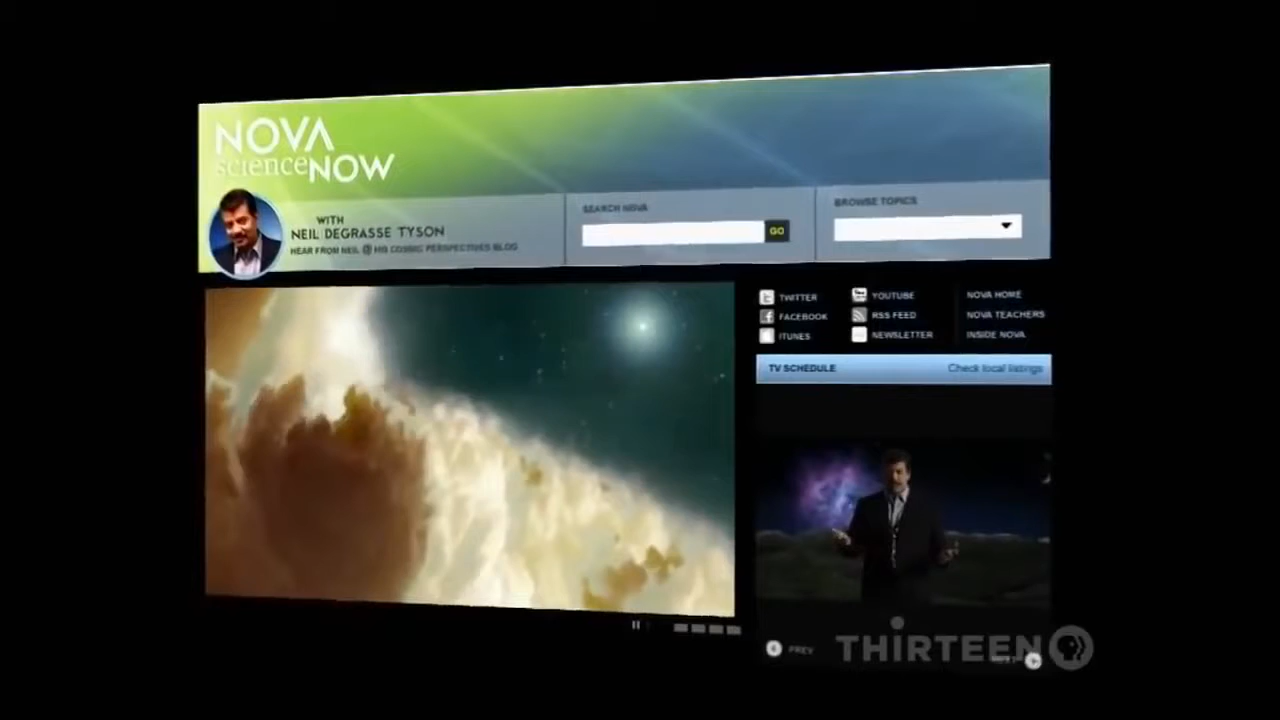 NOVA
scienceNOW
WITH
NEIL DEGRASSE TYSON
HEAR FROM NEIL @ HIS COSMIC PERSPECTIVES BLOG
SEARCH NOVA
GO
BROWSE TOPICS
TWITTER
FACEBOOK
ITUNES
YOUTUBE
RSS FEED
NEWSLETTER
NOVA HOME
NOVA TEACHERS
INSIDE NOVA
TV SCHEDULE
Check local listings
PREV
NEXT
THIRTEEN